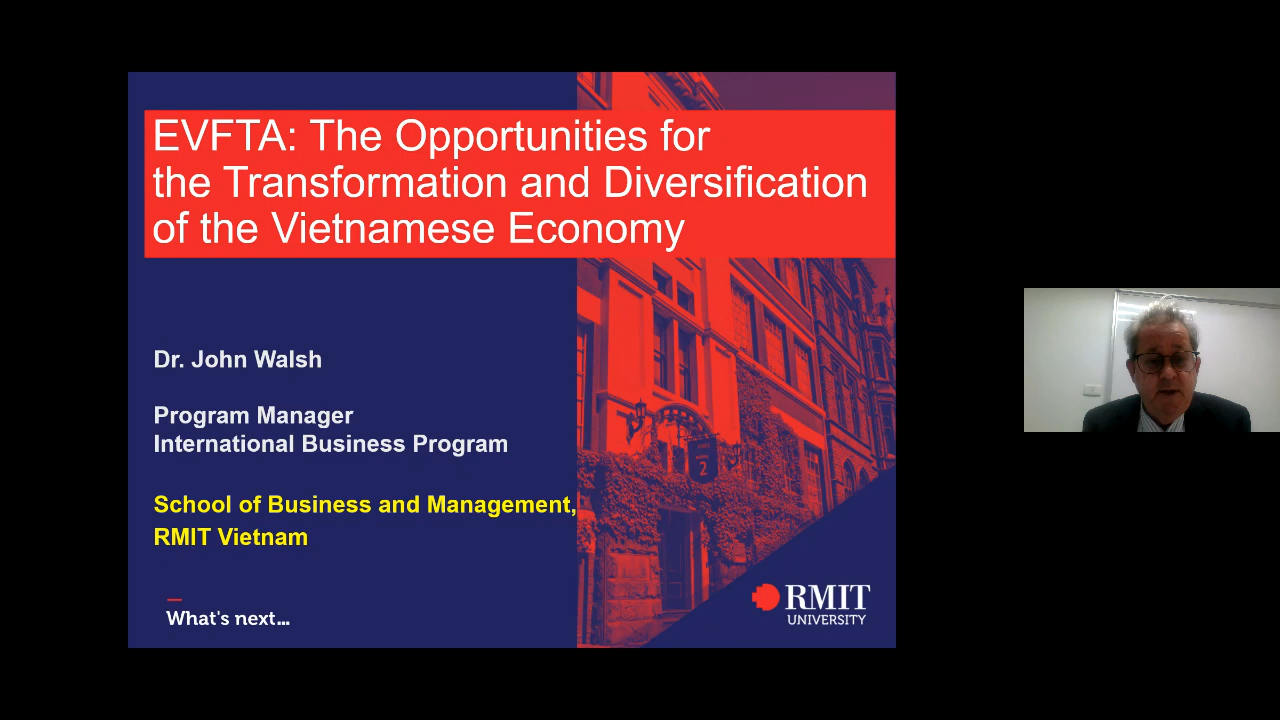 EVFTA: The Opportunities for
the Transformation and Diversification
of the Vietnamese Economy
Dr. John Walsh
Program Manager
International Business Program
School of Business and Management,
RMIT Vietnam
What's next...
RMIT
UNIVERSITY
2